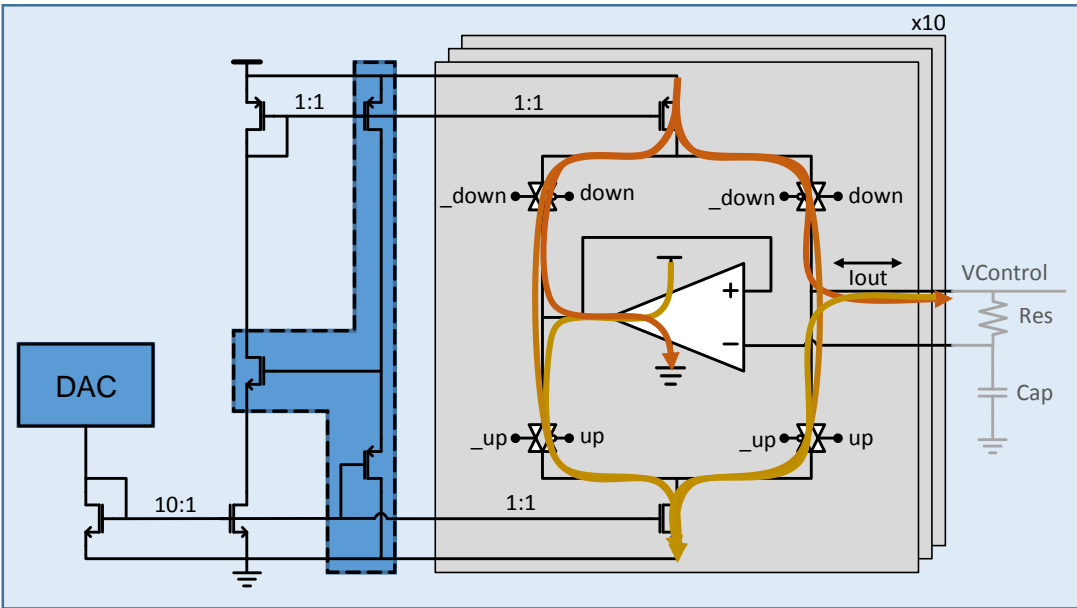 x10
1:1
1:1
_down
down
_down
down
Iout
VControl
+
Res
−
DAC
Cap
_up
up
_up
up
10:1
1:1